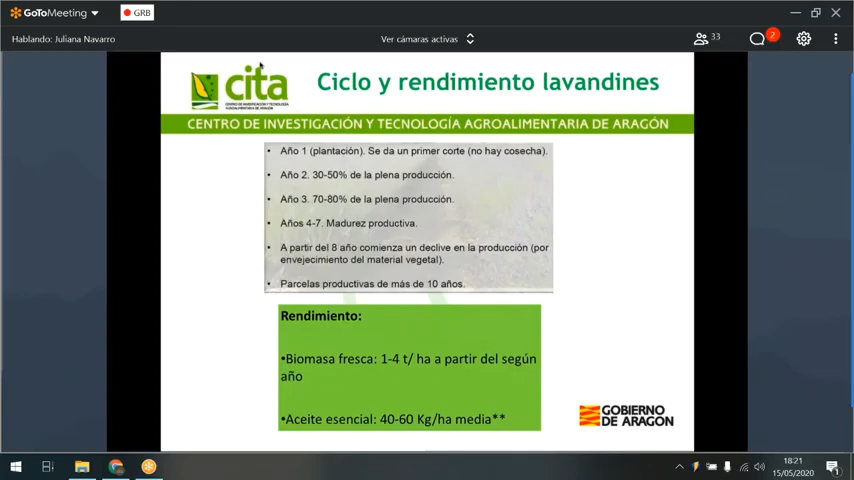 GoToMeeting
GRB
Hablando: Juliana Navarro
Ver cámaras activas
33
2
cita
CENTRO DE INVESTIGACIÓN Y TECNOLOGÍA
AGROALIMENTARIA DE ARAGÓN
Ciclo y rendimiento lavandines
CENTRO DE INVESTIGACIÓN Y TECNOLOGÍA AGROALIMENTARIA DE ARAGÓN
• Año 1 (plantación). Se da un primer corte (no hay cosecha).
• Año 2. 30-50% de la plena producción.
• Año 3. 70-80% de la plena producción.
• Años 4-7. Madurez productiva.
• A partir del 8 año comienza un declive en la producción (por
envejecimiento del material vegetal).
• Parcelas productivas de más de 10 años.
Rendimiento:
•Biomasa fresca: 1-4 t/ ha a partir del según
año
•Aceite esencial: 40-60 Kg/ha media**
GOBIERNO
DE ARAGON
18:21
15/05/2020
1